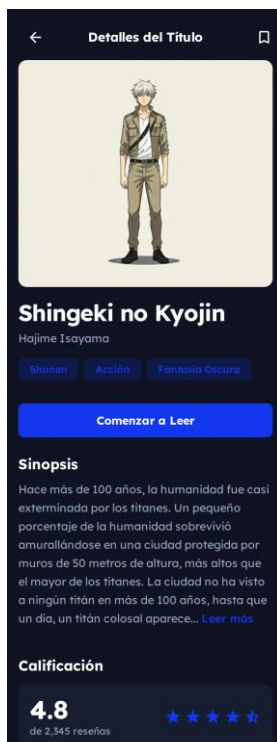 Detalles del Título
Shingeki no Kyojin
Hajime Isayama
Shonen Acción Fantasía Oscura
Comenzar a Leer
Sinopsis
Hace más de 100 años, la humanidad fue casi
exterminada por los titanes. Un pequeño
porcentaje de la humanidad sobrevivió
amurallándose en una ciudad protegida por
muros de 50 metros de altura, más altos que
el mayor de los titanes. La ciudad no ha visto
a ningún titán en más de 100 años, hasta que
un día, un titán colosal aparece... Leer más
Calificación
4.8
de 2,345 reseñas